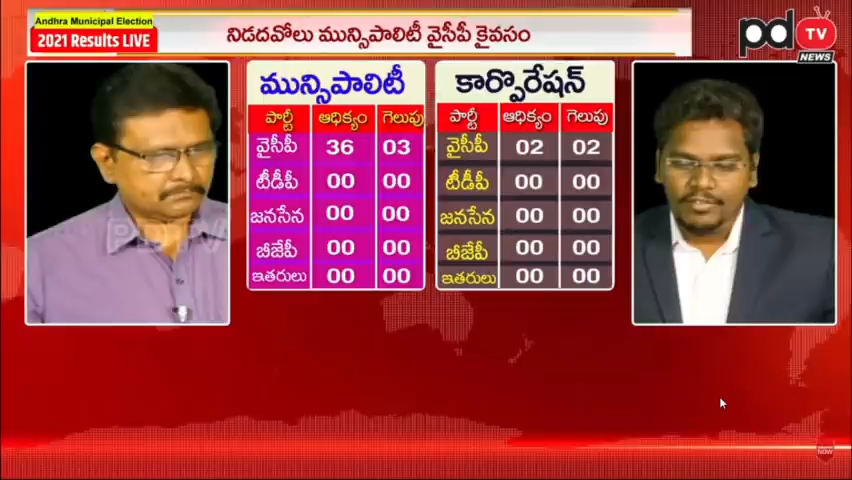 Andhra Municipal Election
2021 Results LIVE
నిడదవోలు మున్సిపాలిటీ వైసీపీ కైవసం
pd TV
NEWS
మున్సిపాలిటీ
పార్టీ ఆధిక్యం గెలుపు
వైసీపీ 36 03
టీడీపీ 00 00
జనసేన 00 00
బీజేపీ 00 00
ఇతరులు 00 00
కార్పొరేషన్
పార్టీ ఆధిక్యం గెలుపు
వైసీపీ 02 02
టీడీపీ 00 00
జనసేన 00 00
బీజేపీ 00 00
ఇతరులు 00 00
PDTV
NOW